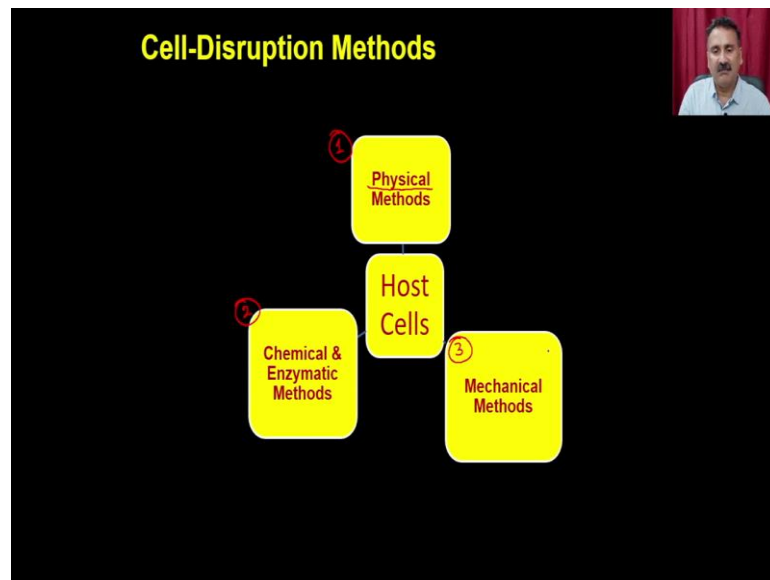 Cell-Disruption Methods
1
Physical
Methods
Host
Cells
2
Chemical &
Enzymatic
Methods
3
Mechanical
Methods